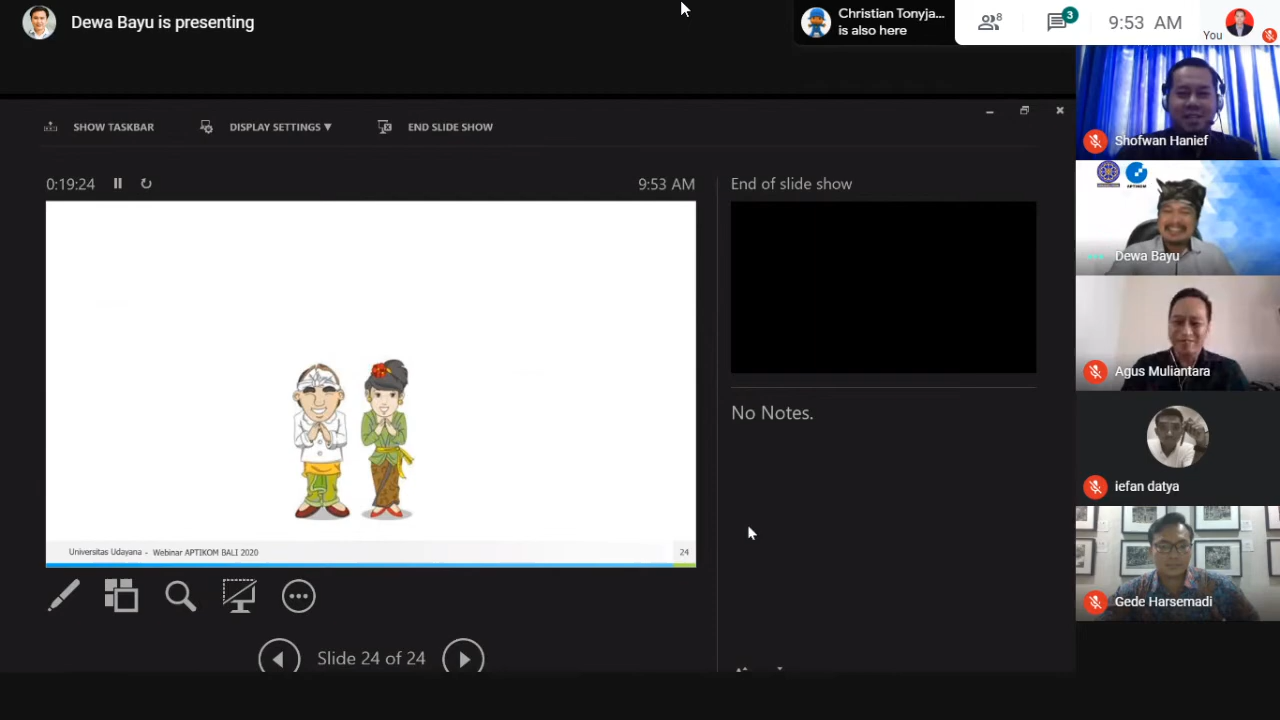 Dewa Bayu is presenting
Christian Tonyja...
is also here
8
3
9:53 AM
You
SHOW TASKBAR
DISPLAY SETTINGS ▼
END SLIDE SHOW
0:19:24
9:53 AM
End of slide show
No Notes.
Universitas Udayana - Webinar APTIKOM BALI 2020
24
Slide 24 of 24
Shofwan Hanief
APTIKOM
Dewa Bayu
Agus Muliantara
iefan datya
Gede Harsemadi